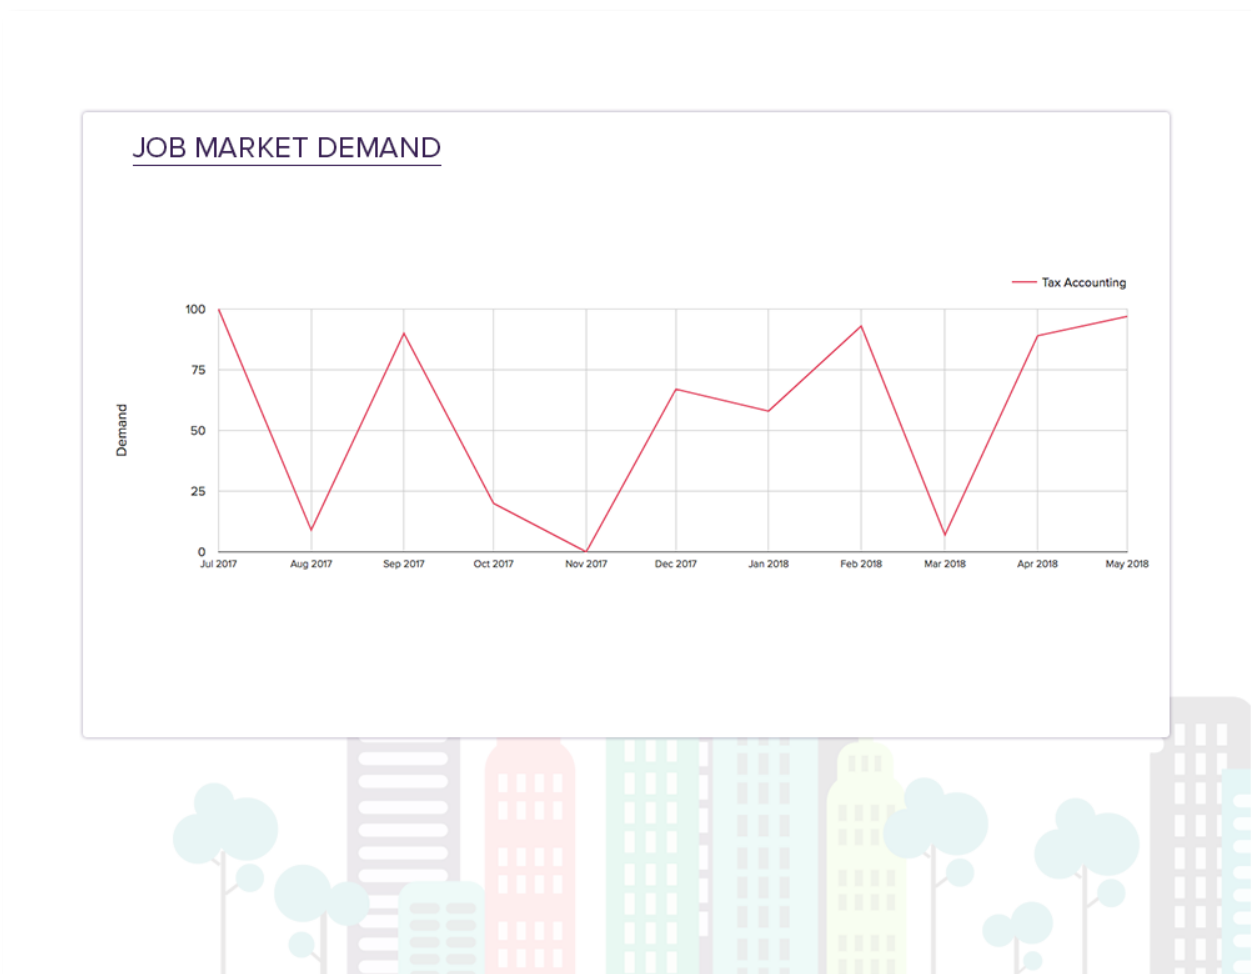 JOB MARKET DEMAND
Tax Accounting
100
75
50
25
0
Demand
Jul 2017 Aug 2017 Sep 2017 Oct 2017 Nov 2017 Dec 2017 Jan 2018 Feb 2018 Mar 2018 Apr 2018 May 2018